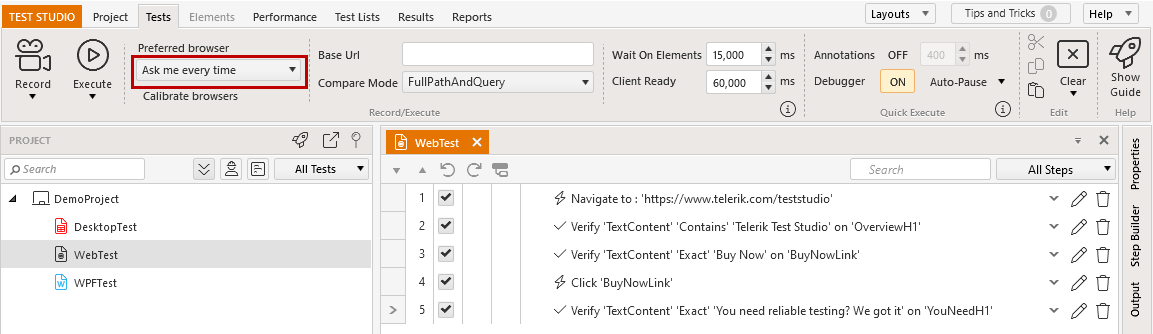 TEST STUDIO Project Tests Elements Performance Test Lists Results Reports Layouts Tips and Tricks 0 Help
Preferred browser
Ask me every time
Calibrate browsers
Record
Execute
Base Url
Compare Mode FullPathAndQuery
Wait On Elements 15,000 ms
Client Ready 60,000 ms
Record/Execute
Annotations OFF 400 ms
Debugger ON Auto-Pause
Quick Execute
Clear
Edit
Show
Guide
Help
PROJECT
Search All Tests
DemoProject
DesktopTest
WebTest
WPFTest
WebTest
Search All Steps
1 Navigate to : 'https://www.telerik.com/teststudio'
2 Verify 'TextContent' 'Contains' 'Telerik Test Studio' on 'OverviewH1'
3 Verify 'TextContent' 'Exact' 'Buy Now' on 'BuyNowLink'
4 Click 'BuyNowLink'
5 Verify 'TextContent' 'Exact' 'You need reliable testing? We got it' on 'YouNeedH1'
Properties
Step Builder
Output